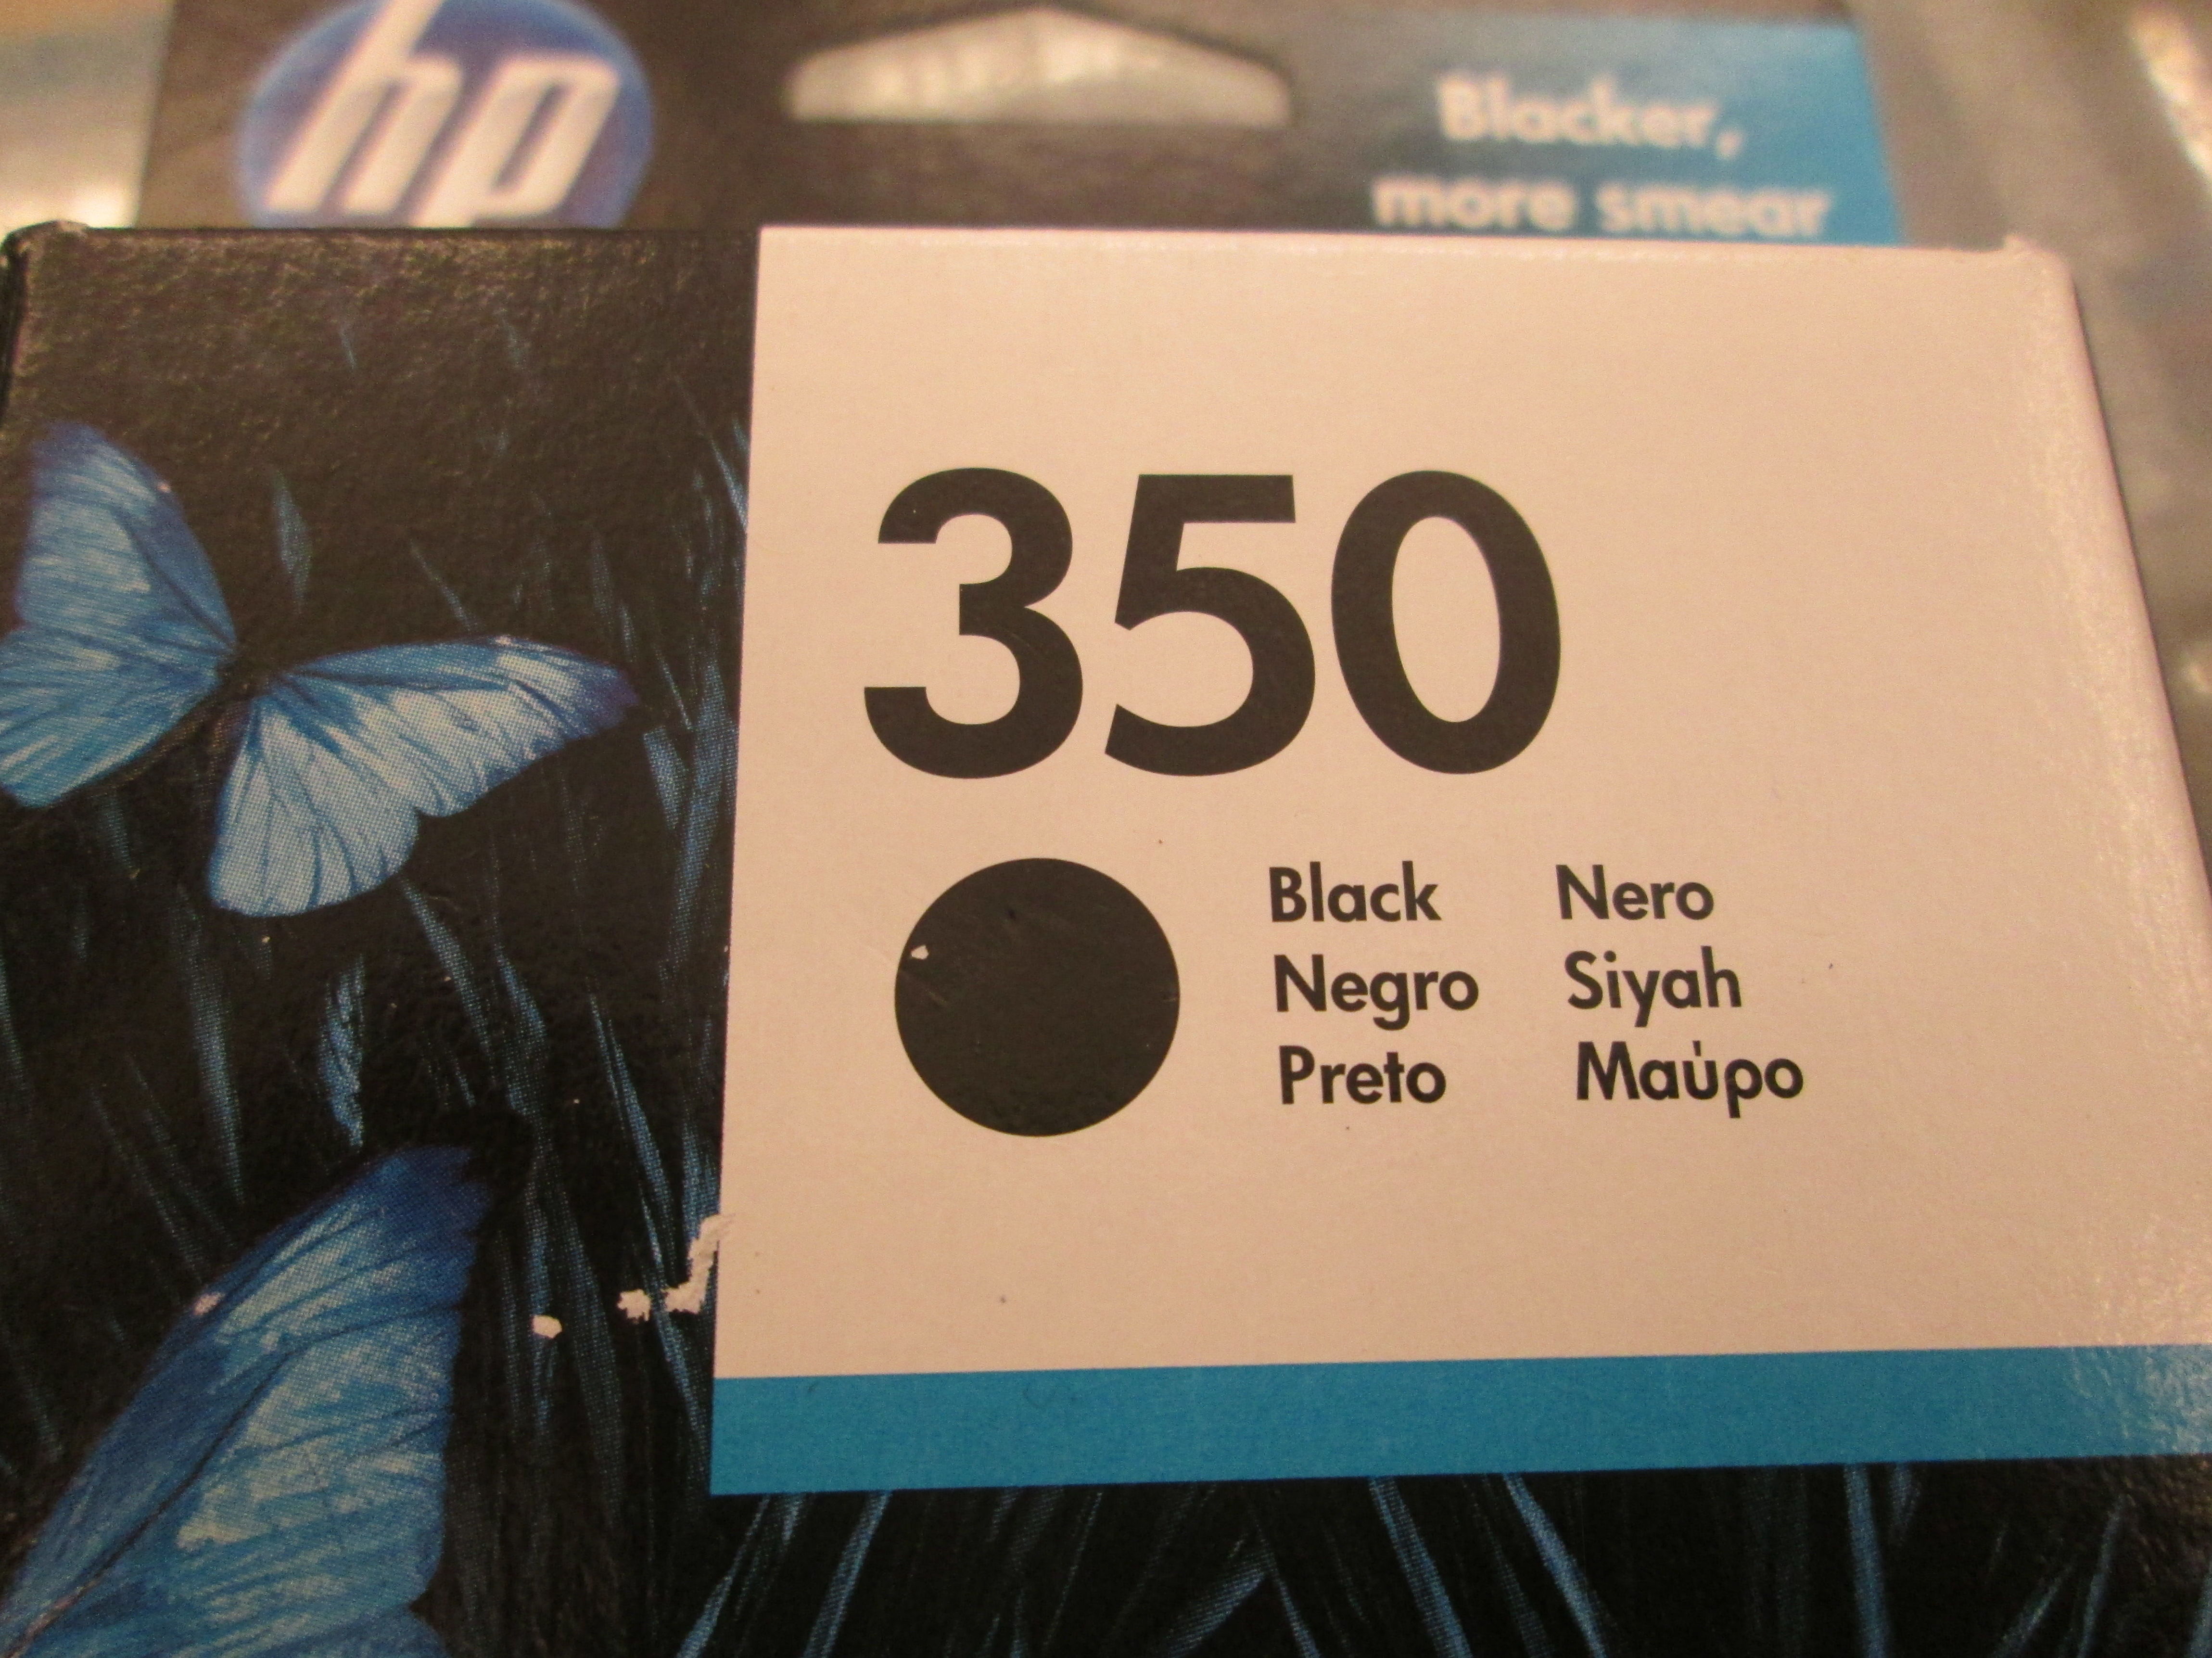 hp
Blacker,
more smear
350
Black Nero
Negro Siyah
Preto Μαύρο